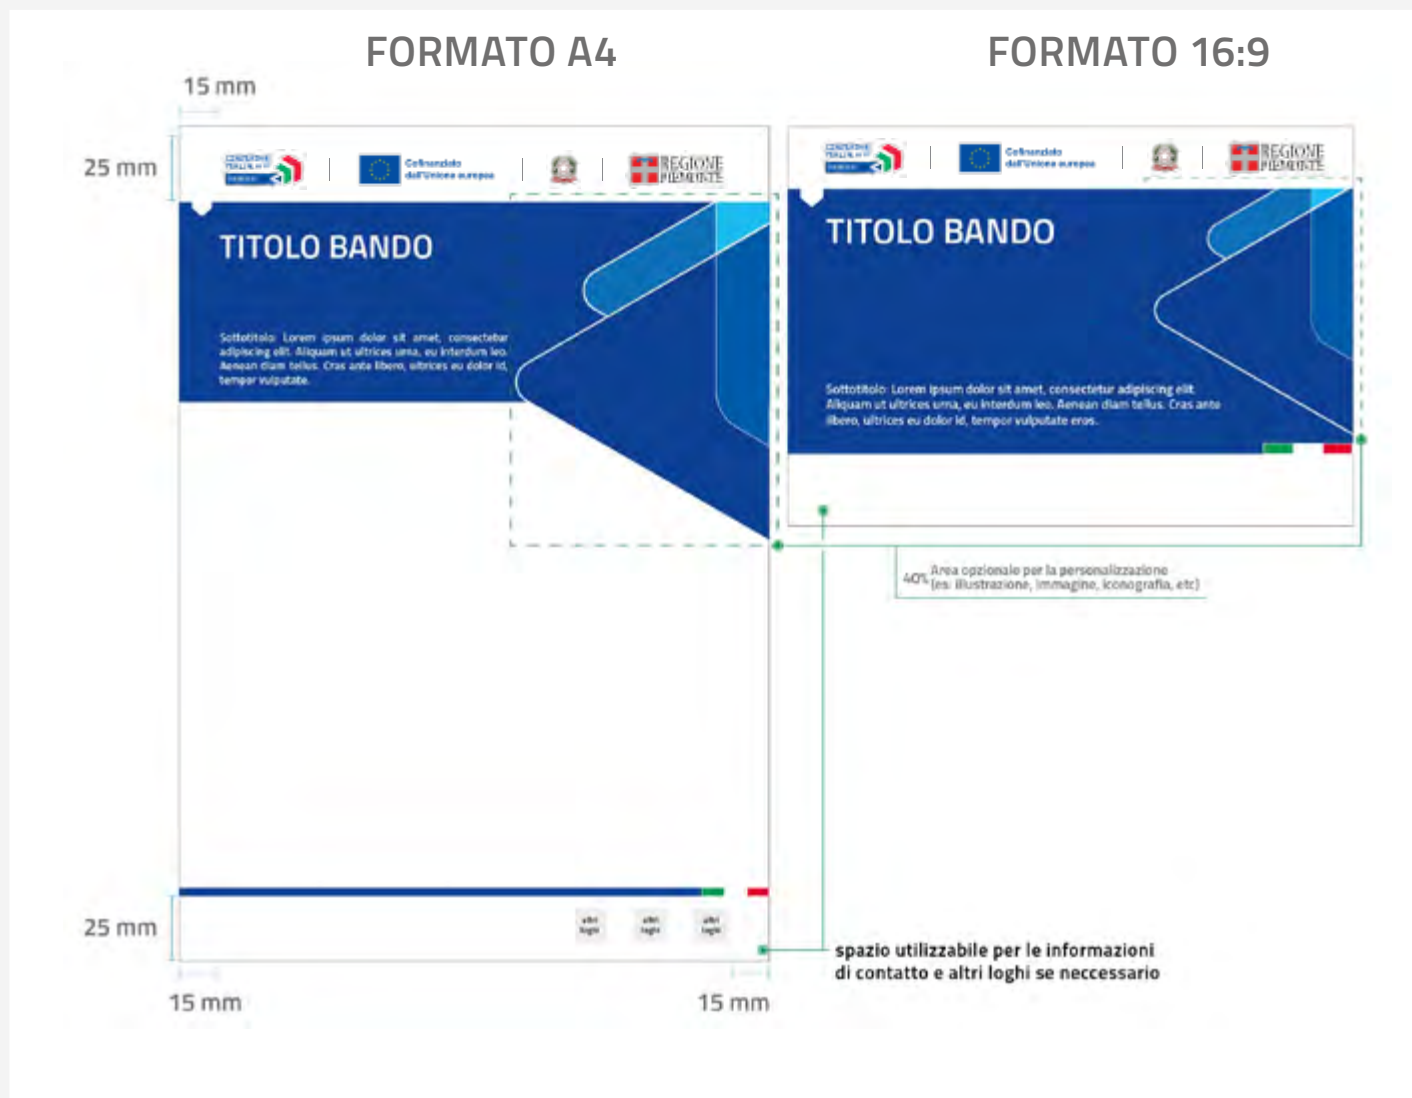 FORMATO A4
FORMATO 16:9
15 mm
25 mm
Cofinanziato
dall'Unione europea
REGIONE
PIEMONTE
Cofinanziato
dall'Unione europea
REGIONE
PIEMONTE
TITOLO BANDO
TITOLO BANDO
Sottotitolo: Lorem ipsum dolor sit amet, consectetur
adipiscing elit. Aliquam ut ultrices urna, eu interdum leo.
Aenean diam tellus. Cras ante libero, ultrices eu dolor id,
tempor vulputate.
Sottotitolo: Lorem ipsum dolor sit amet, consectetur adipiscing elit.
Aliquam ut ultrices urna, eu interdum leo. Aenean diam tellus. Cras ante
libero, ultrices eu dolor id, tempor vulputate eros.
40%
Area opzionale per la personalizzazione
(es: illustrazione, immagine, iconografia, etc)
25 mm
altri
loghi
altri
loghi
altri
loghi
spazio utilizzabile per le informazioni
di contatto e altri loghi se neccessario
15 mm
15 mm